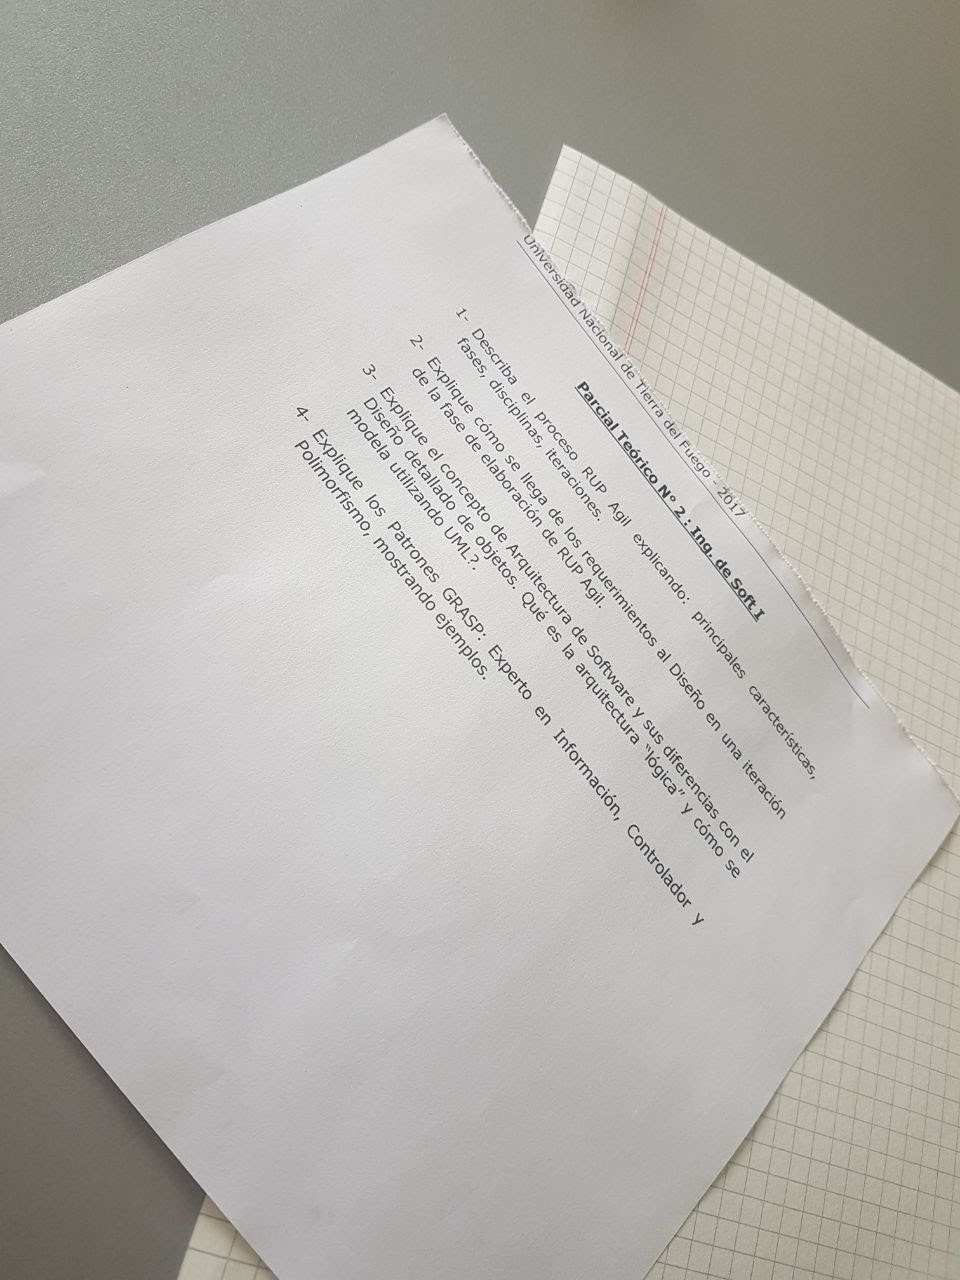 Universidad Nacional de Tierra del Fuego - 2017
Parcial Teórico Nº 2 : Ing. de Soft I
1- Describa el proceso RUP Agil explicando: principales características,
fases, disciplinas, iteraciones.
2- Explique cómo se llega de los requerimientos al Diseño en una iteración
de la fase de elaboración de RUP Agil.
3- Explique el concepto de Arquitectura de Software y sus diferencias con el
Diseño detallado de objetos. Qué es la arquitectura "lógica" y cómo se
modela utilizando UML?.
4- Explique los Patrones GRASP: Experto en Información, Controlador y
Polimorfismo, mostrando ejemplos.